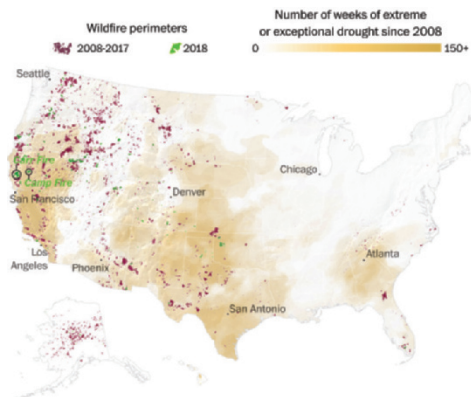 Wildfire perimeters
2008-2017
2018
Number of weeks of extreme
or exceptional drought since 2008
0
150+
Seattle
Fire
Camp Fire
San Francisco
Los
Angeles
Phoenix
Denver
Chicago
Atlanta
San Antonio